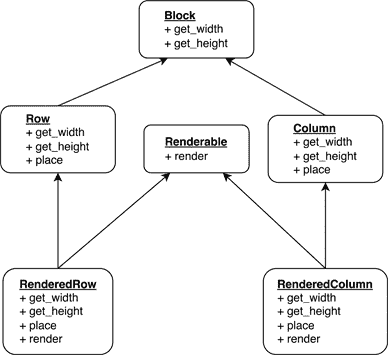 Block
+ get_width
+ get_height
Row
+ get_width
+ get_height
+ place
Renderable
+ render
Column
+ get_width
+ get_height
+ place
RenderedRow
+ get_width
+ get_height
+ place
+ render
RenderedColumn
+ get_width
+ get_height
+ place
+ render